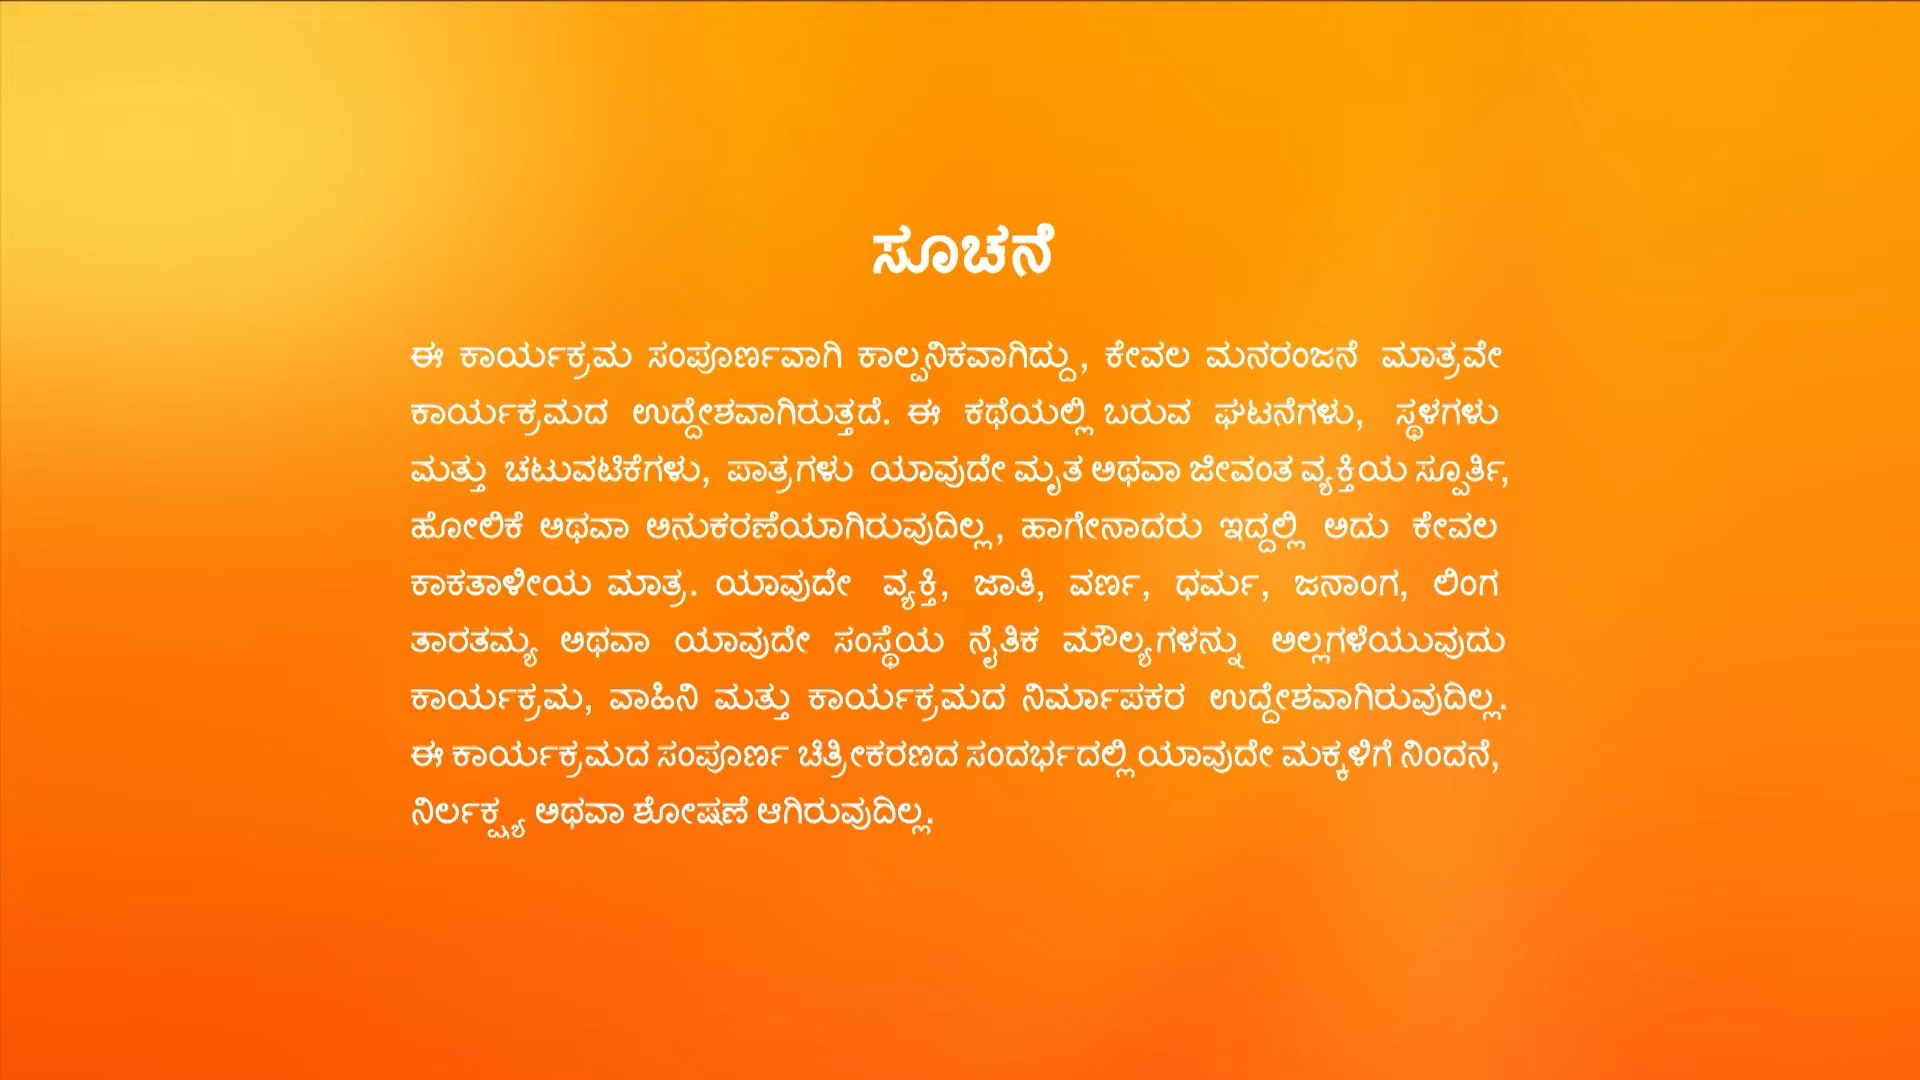 ಸೂಚನೆ
ಈ ಕಾರ್ಯಕ್ರಮ ಸಂಪೂರ್ಣವಾಗಿ ಕಾಲ್ಪನಿಕವಾಗಿದ್ದು, ಕೇವಲ ಮನರಂಜನೆ ಮಾತ್ರವೇ
ಕಾರ್ಯಕ್ರಮದ ಉದ್ದೇಶವಾಗಿರುತ್ತದೆ. ಈ ಕಥೆಯಲ್ಲಿ ಬರುವ ಘಟನೆಗಳು, ಸ್ಥಳಗಳು
ಮತ್ತು ಚಟುವಟಿಕೆಗಳು, ಪಾತ್ರಗಳು ಯಾವುದೇ ಮೃತ ಅಥವಾ ಜೀವಂತ ವ್ಯಕ್ತಿಯ ಸ್ಪೂರ್ತಿ,
ಹೋಲಿಕೆ ಅಥವಾ ಅನುಕರಣೆಯಾಗಿರುವುದಿಲ್ಲ, ಹಾಗೇನಾದರು ಇದ್ದಲ್ಲಿ ಅದು ಕೇವಲ
ಕಾಕತಾಳೀಯ ಮಾತ್ರ. ಯಾವುದೇ ವ್ಯಕ್ತಿ, ಜಾತಿ, ವರ್ಣ, ಧರ್ಮ, ಜನಾಂಗ, ಲಿಂಗ
ತಾರತಮ್ಯ ಅಥವಾ ಯಾವುದೇ ಸಂಸ್ಥೆಯ ನೈತಿಕ ಮೌಲ್ಯಗಳನ್ನು ಅಲ್ಲಗಳೆಯುವುದು
ಕಾರ್ಯಕ್ರಮ, ವಾಹಿನಿ ಮತ್ತು ಕಾರ್ಯಕ್ರಮದ ನಿರ್ಮಾಪಕರ ಉದ್ದೇಶವಾಗಿರುವುದಿಲ್ಲ.
ಈ ಕಾರ್ಯಕ್ರಮದ ಸಂಪೂರ್ಣ ಚಿತ್ರೀಕರಣದ ಸಂದರ್ಭದಲ್ಲಿ ಯಾವುದೇ ಮಕ್ಕಳಿಗೆ ನಿಂದನೆ,
ನಿರ್ಲಕ್ಷ್ಯ ಅಥವಾ ಶೋಷಣೆ ಆಗಿರುವುದಿಲ್ಲ.